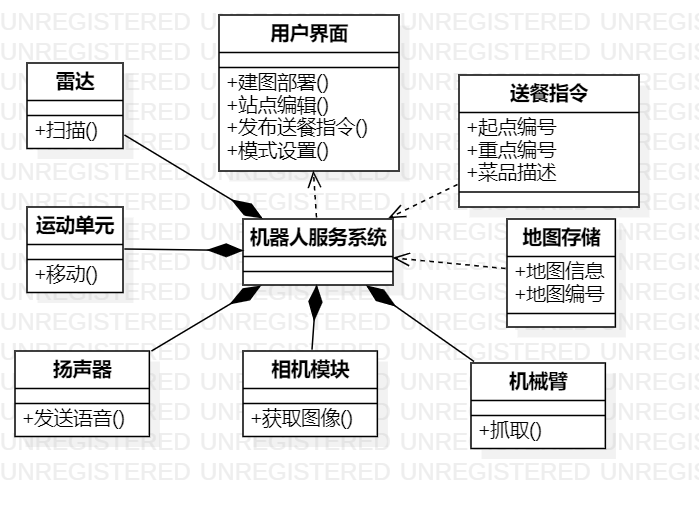 用户界面
+建图部署()
+站点编辑()
+发布送餐指令()
+模式设置()
雷达
+扫描()
送餐指令
+起点编号
+重点编号
+菜品描述
运动单元
+移动()
机器人服务系统
地图存储
+地图信息
+地图编号
扬声器
+发送语音()
相机模块
+获取图像()
机械臂
+抓取()
UNREGISTERED UNREGISTERED UNREGISTERED UNREGISTERED